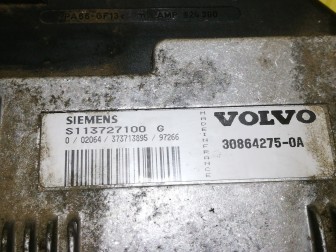 SIEMENS
S113727100 G
0 / 02064 / 373713895 / 97266
MADE IN FRANCE
VOLVO
30864275-0A